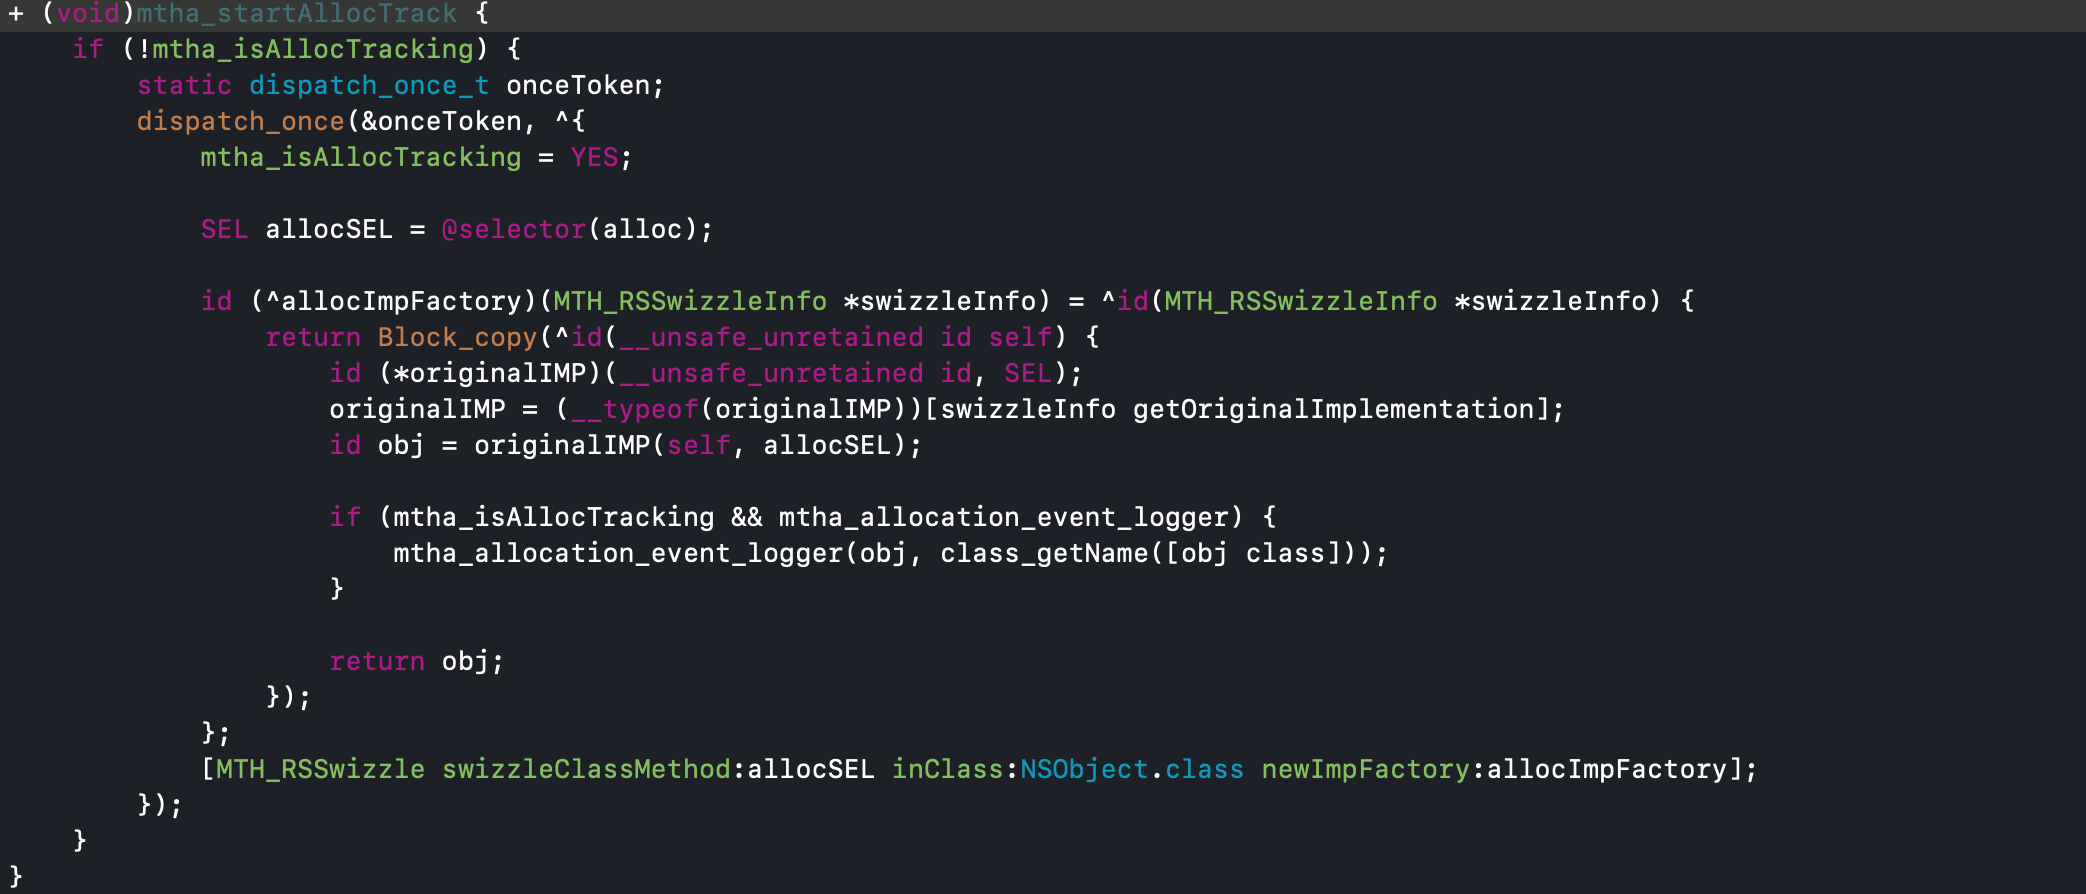 + (void)mtha_startAllocTrack {
    if (!mtha_isAllocTracking) {
        static dispatch_once_t onceToken;
        dispatch_once(&onceToken, ^{
            mtha_isAllocTracking = YES;

            SEL allocSEL = @selector(alloc);

            id (^allocImpFactory)(MTH_RSSwizzleInfo *swizzleInfo) = ^id(MTH_RSSwizzleInfo *swizzleInfo) {
                return Block_copy(^id(__unsafe_unretained id self) {
                    id (*originalIMP)(__unsafe_unretained id, SEL);
                    originalIMP = (__typeof(originalIMP))[swizzleInfo getOriginalImplementation];
                    id obj = originalIMP(self, allocSEL);

                    if (mtha_isAllocTracking && mtha_allocation_event_logger) {
                        mtha_allocation_event_logger(obj, class_getName([obj class]));
                    }

                    return obj;
                });
            };
            [MTH_RSSwizzle swizzleClassMethod:allocSEL inClass:NSObject.class newImpFactory:allocImpFactory];
        });
    }
}